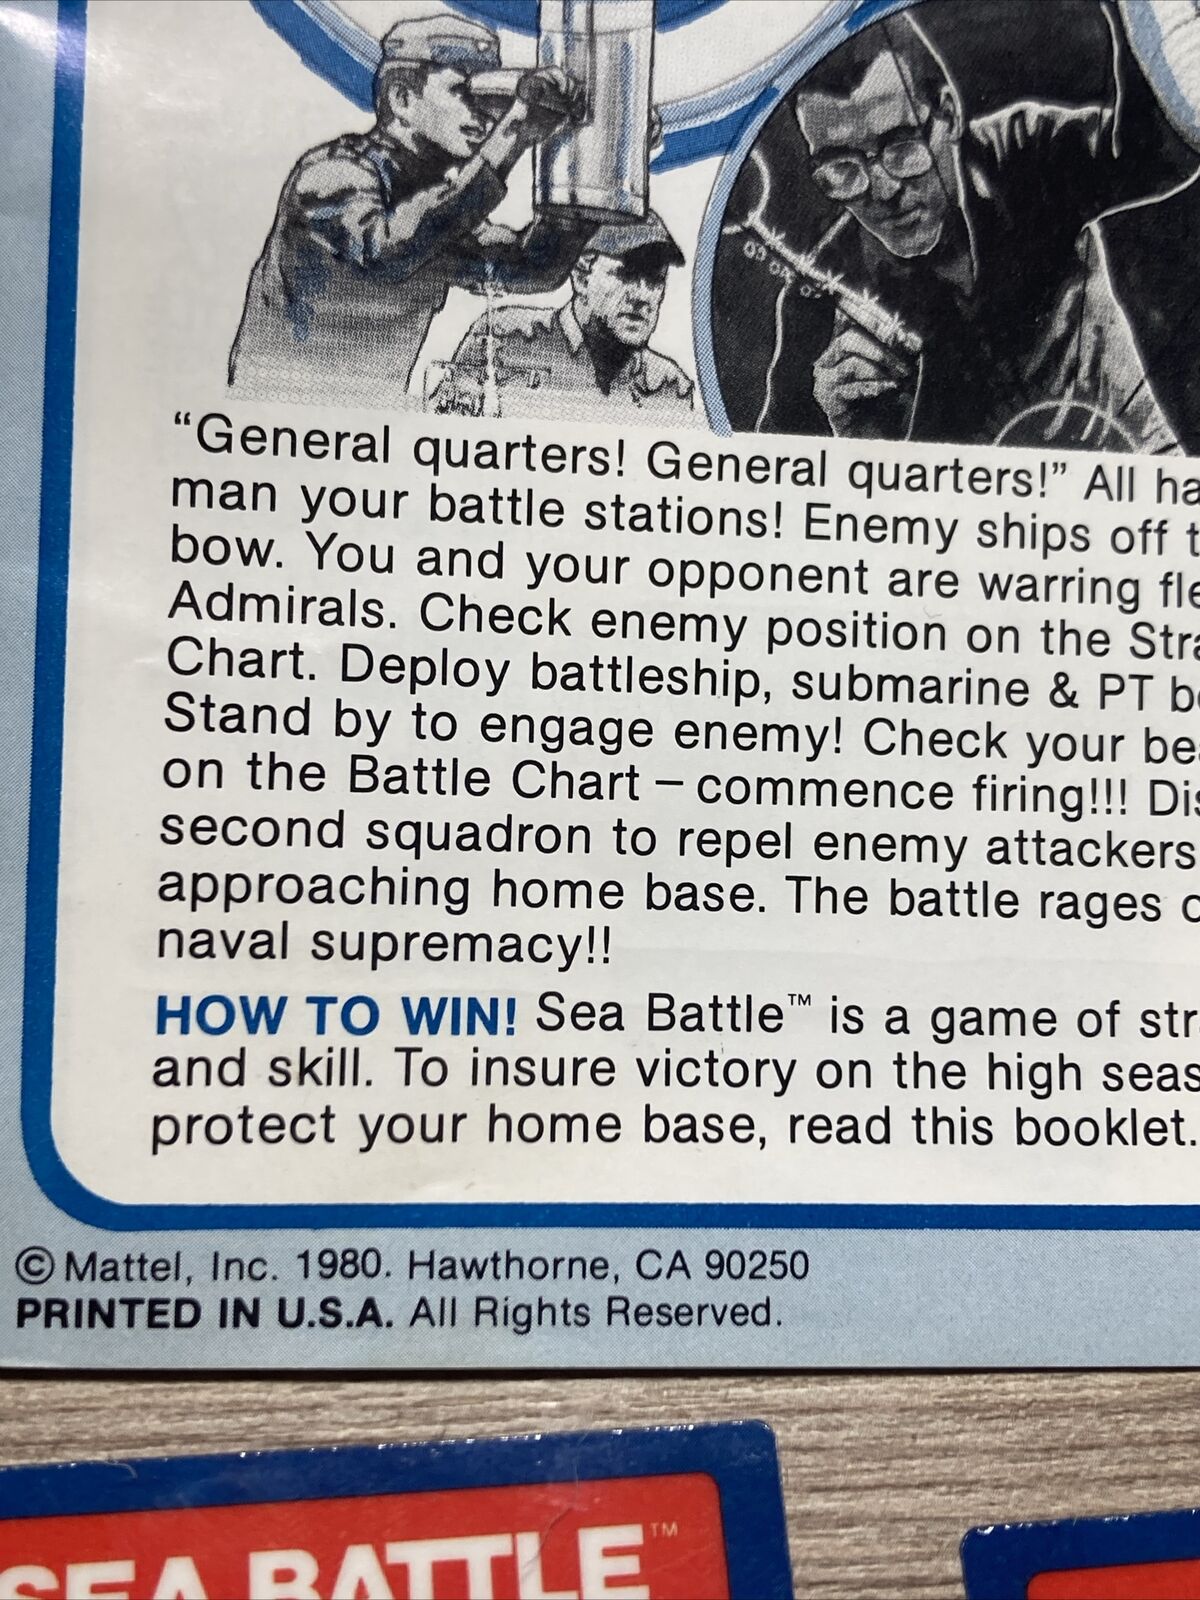 “General quarters! General quarters!” All
man your battle stations! Enemy ships off
bow. You and your opponent are warring
Admirals. Check enemy position on the
Chart. Deploy battleship, submarine & PT
Stand by to engage enemy! Check your
on the Battle Chart – commence firing!!!
second squadron to repel enemy attackers
approaching home base. The battle rages
naval supremacy!!
HOW TO WIN! Sea Battle™ is a game of
and skill. To insure victory on the high seas
protect your home base, read this booklet.
© Mattel, Inc. 1980. Hawthorne, CA 90250
PRINTED IN U.S.A. All Rights Reserved.
SEA BATTLE™